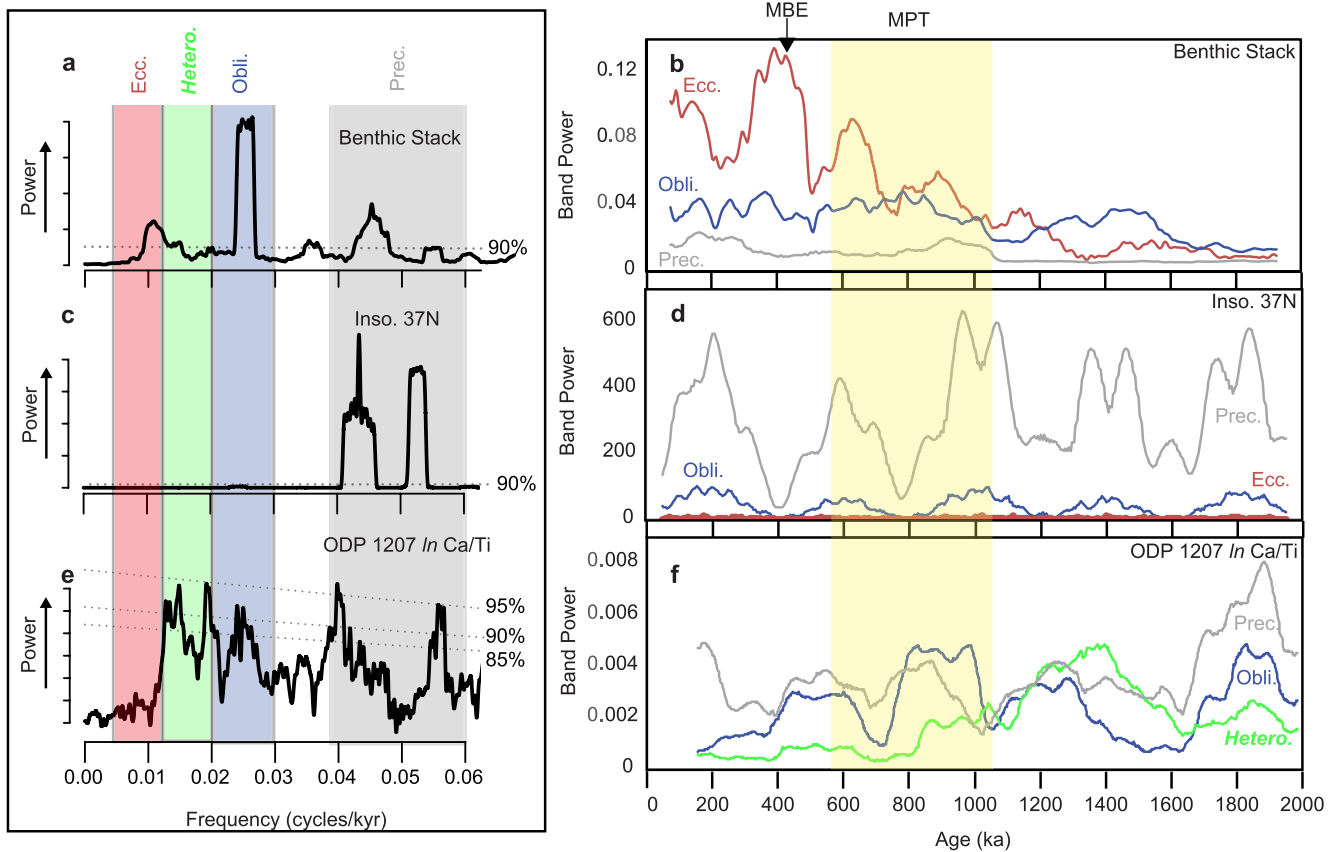 a
Ecc.
Hetero.
Obli.
Prec.
Benthic Stack
Power
90%
c
Inso. 37N
Power
90%
e
ODP 1207 ln Ca/Ti
Power
95%
90%
85%
0.00 0.01 0.02 0.03 0.04 0.05 0.06
Frequency (cycles/kyr)
MBE
MPT
b
Benthic Stack
Ecc.
Obli.
Prec.
Band Power
0.12
0.08
0.04
0
d
Inso. 37N
Prec.
Obli.
Ecc.
Band Power
600
400
200
0
f
ODP 1207 ln Ca/Ti
Prec.
Obli.
Hetero.
Band Power
0.008
0.006
0.004
0.002
0
0 200 400 600 800 1000 1200 1400 1600 1800 2000
Age (ka)